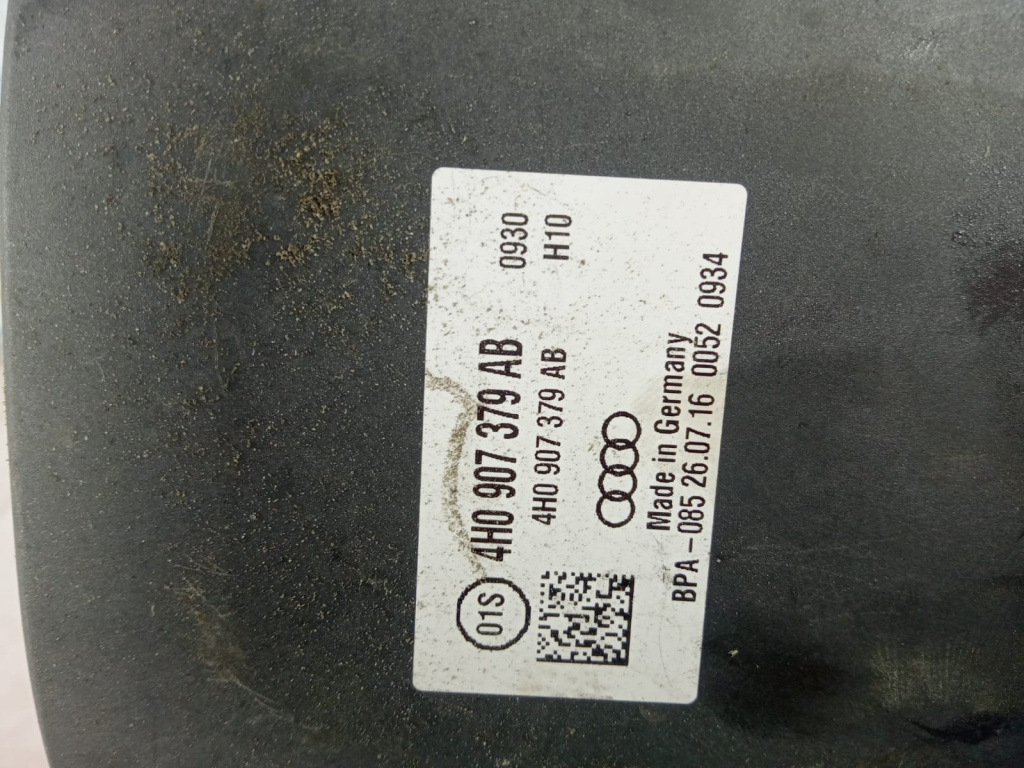 01S 4H0 907 379 AB 0930
4H0 907 379 AB H10
Made in Germany
BPA-085 26.07.16 0052 0934